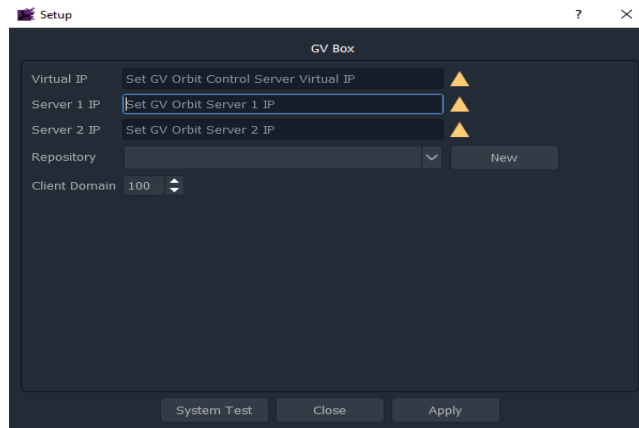 Setup
?
GV Box
Virtual IP Set GV Orbit Control Server Virtual IP
Server 1 IP Set GV Orbit Server 1 IP
Server 2 IP Set GV Orbit Server 2 IP
Repository New
Client Domain 100
System Test Close Apply